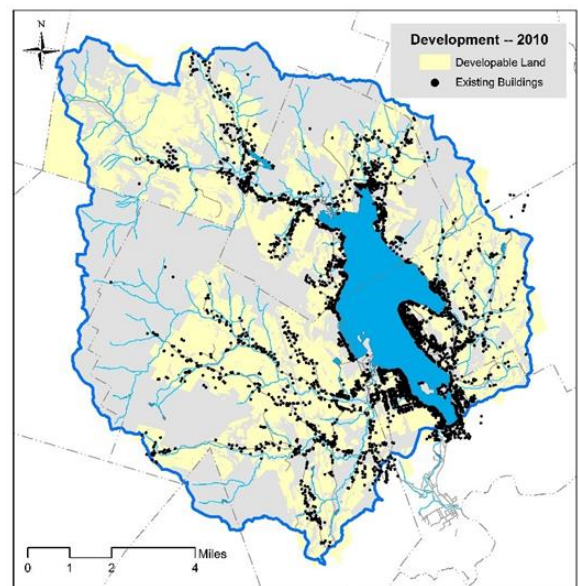 N
Development -- 2010
Developable Land
Existing Buildings
0 1 2 4 Miles